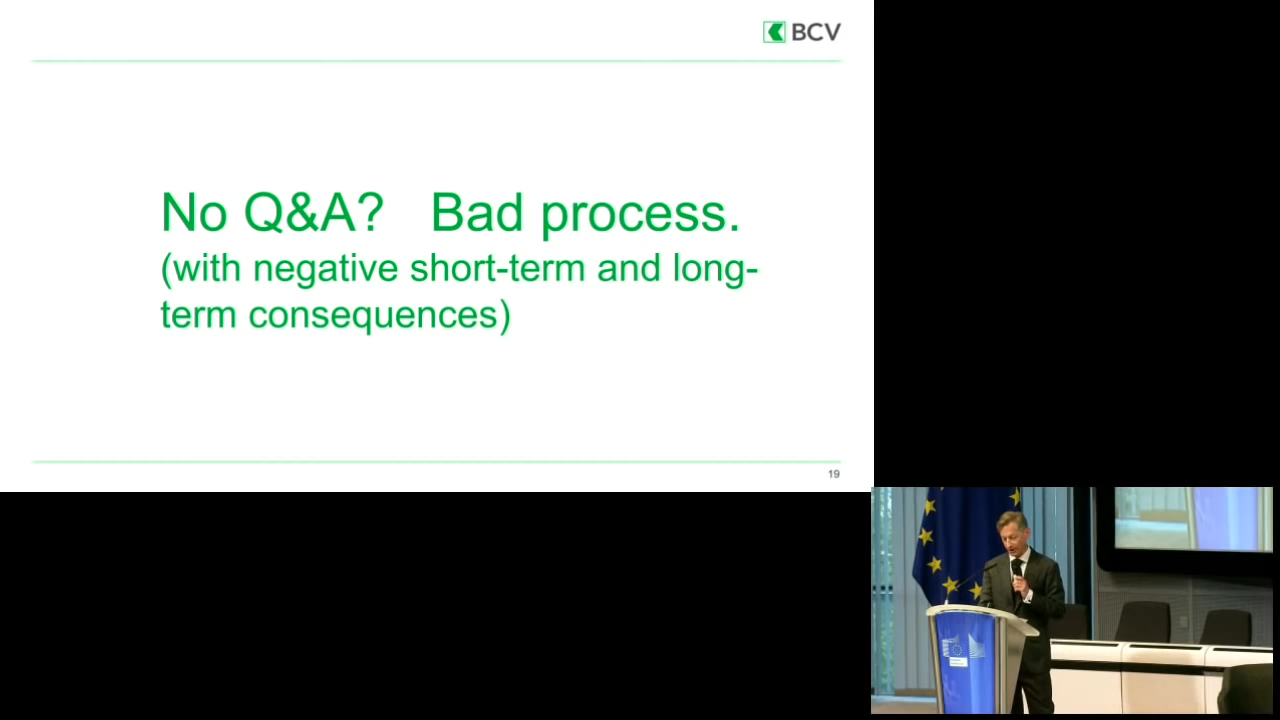 BCV
No Q&A? Bad process.
(with negative short-term and long-
term consequences)
19